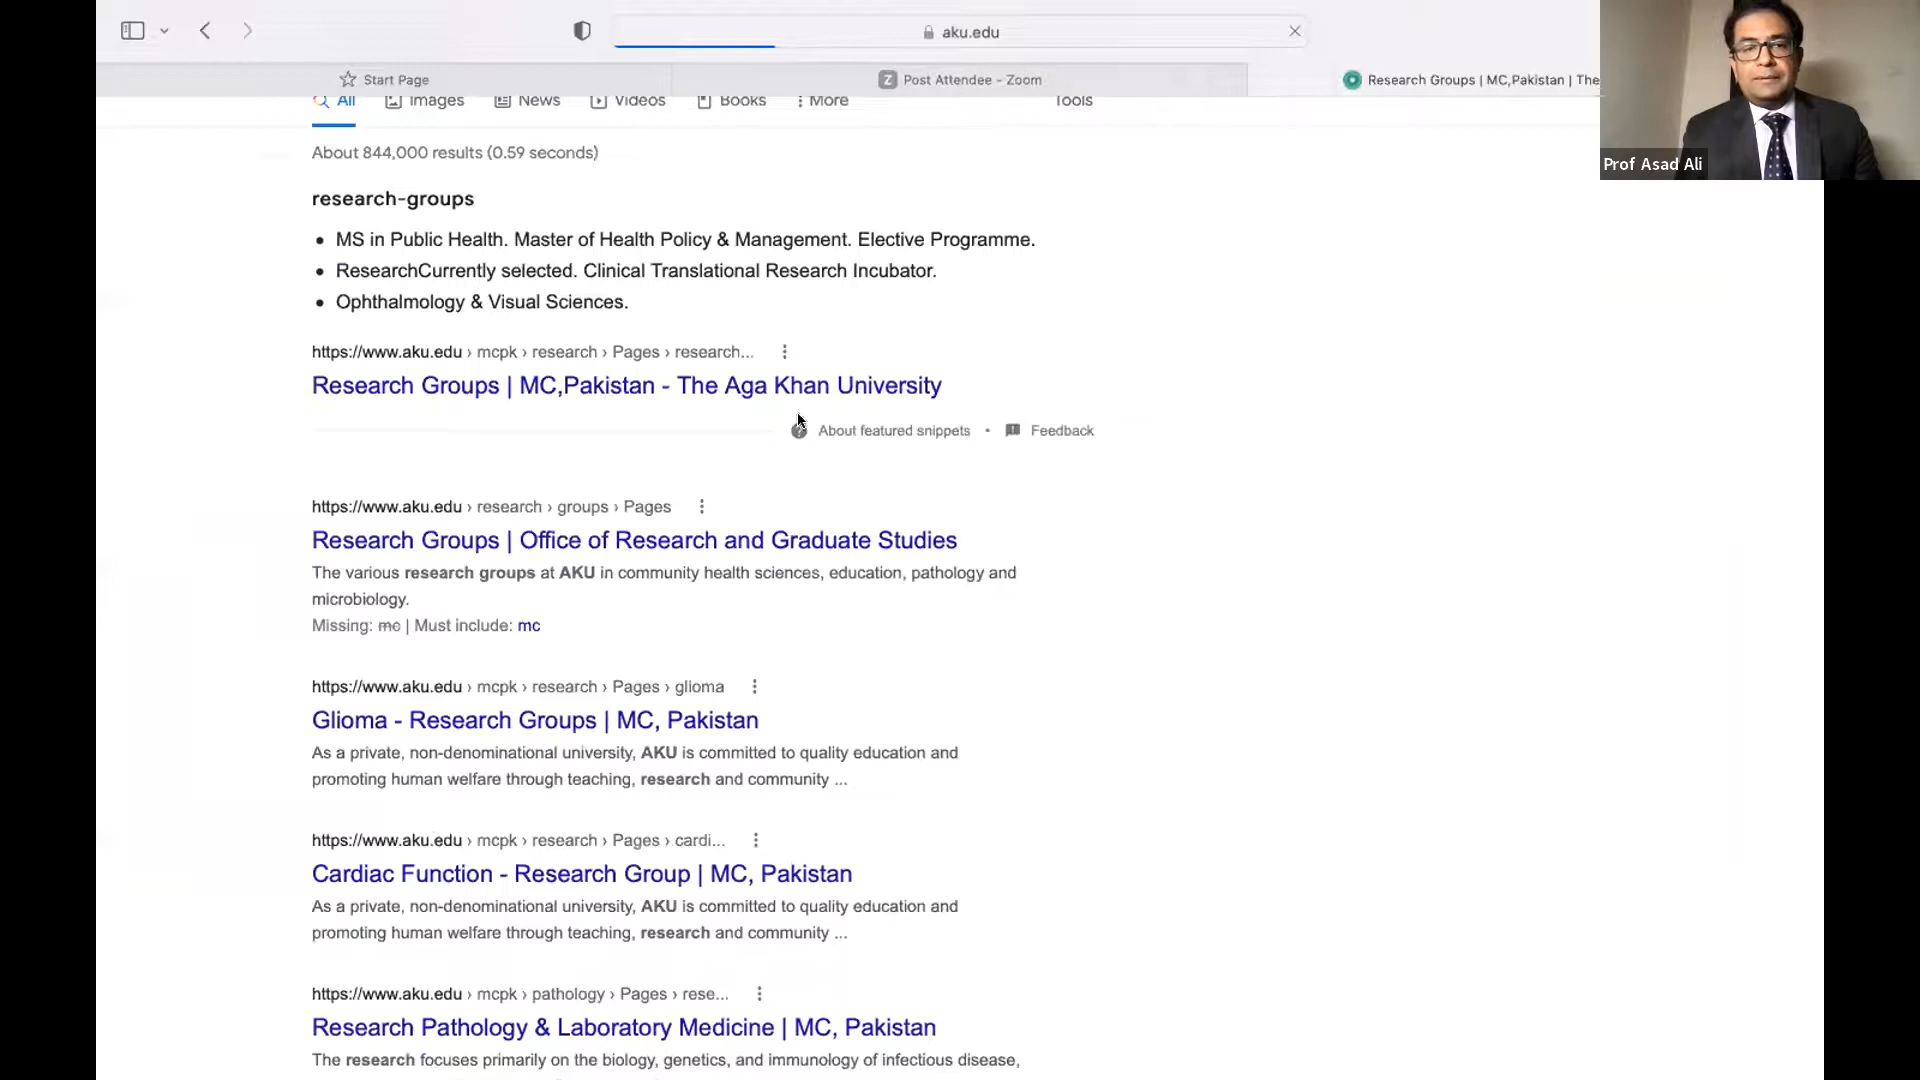 aku.edu
Start Page
Z Post Attendee - Zoom
Research Groups | MC,Pakistan | The
Prof Asad Ali
All Images News Videos Books More Tools
About 844,000 results (0.59 seconds)
research-groups
• MS in Public Health. Master of Health Policy & Management. Elective Programme.
• ResearchCurrently selected. Clinical Translational Research Incubator.
• Ophthalmology & Visual Sciences.
https://www.aku.edu › mcpk › research › Pages › research...
Research Groups | MC,Pakistan - The Aga Khan University
About featured snippets • Feedback
https://www.aku.edu › research › groups › Pages
Research Groups | Office of Research and Graduate Studies
The various research groups at AKU in community health sciences, education, pathology and
microbiology.
Missing: mc | Must include: mc
https://www.aku.edu › mcpk › research › Pages › glioma
Glioma - Research Groups | MC, Pakistan
As a private, non-denominational university, AKU is committed to quality education and
promoting human welfare through teaching, research and community ...
https://www.aku.edu › mcpk › research › Pages › cardi...
Cardiac Function - Research Group | MC, Pakistan
As a private, non-denominational university, AKU is committed to quality education and
promoting human welfare through teaching, research and community ...
https://www.aku.edu › mcpk › pathology › Pages › rese...
Research Pathology & Laboratory Medicine | MC, Pakistan
The research focuses primarily on the biology, genetics, and immunology of infectious disease,